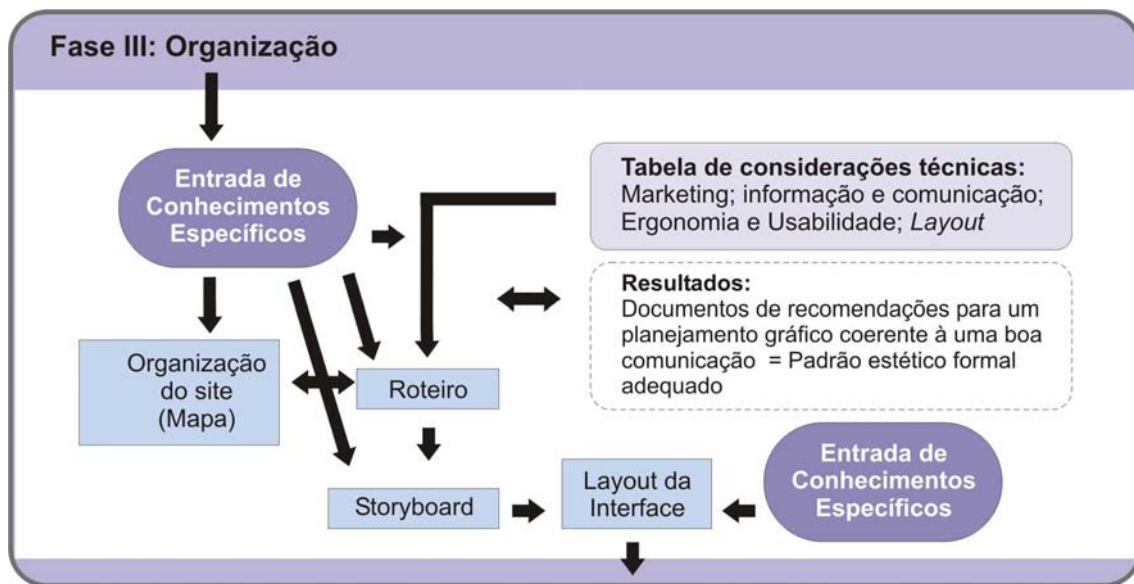 Fase III: Organização
Entrada de
Conhecimentos
Específicos
Tabela de considerações técnicas:
Marketing; informação e comunicação;
Ergonomia e Usabilidade; Layout
Resultados:
Documentos de recomendações para um
planejamento gráfico coerente à uma boa
comunicação = Padrão estético formal
adequado
Organização
do site
(Mapa)
Roteiro
Storyboard
Layout da
Interface
Entrada de
Conhecimentos
Específicos